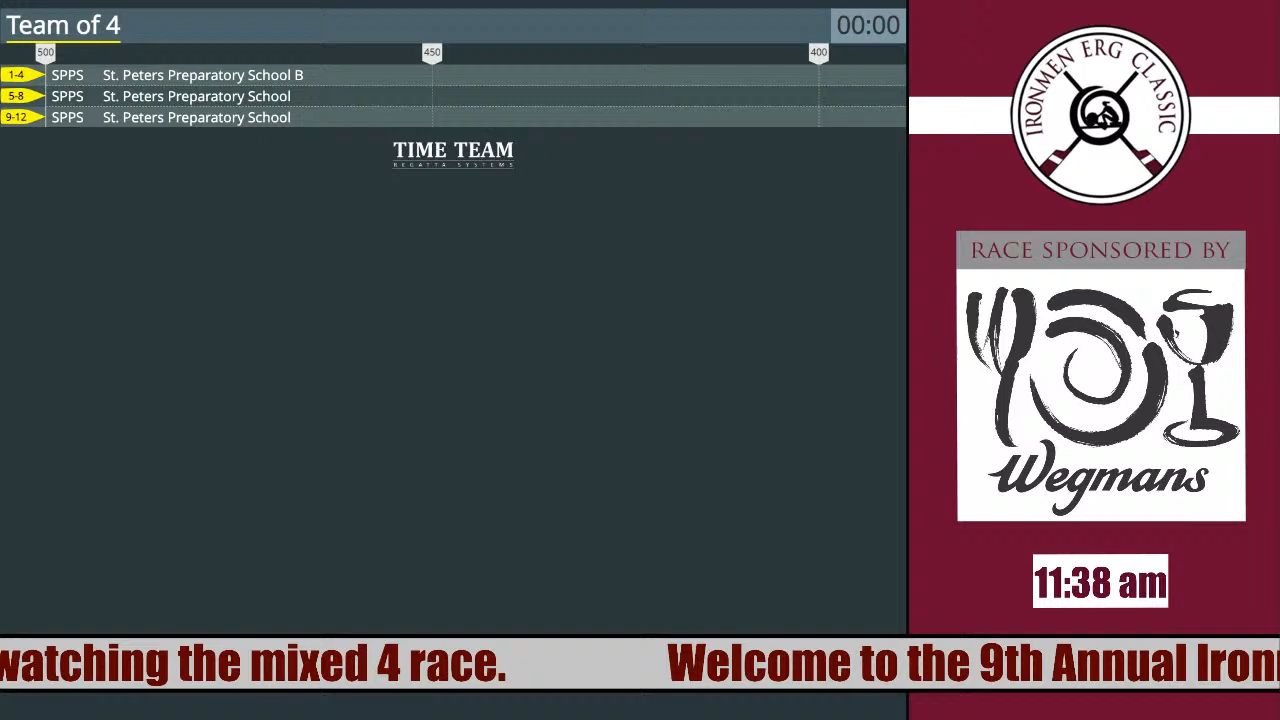 Team of 4
00:00
500
450
400
1-4 SPPS St. Peters Preparatory School B
5-8 SPPS St. Peters Preparatory School
9-12 SPPS St. Peters Preparatory School
TIME TEAM
REGATTA SYSTEMS
IRONMEN ERG CLASSIC
RACE SPONSORED BY
Wegmans
11:38 am
watching the mixed 4 race.
Welcome to the 9th Annual Iron